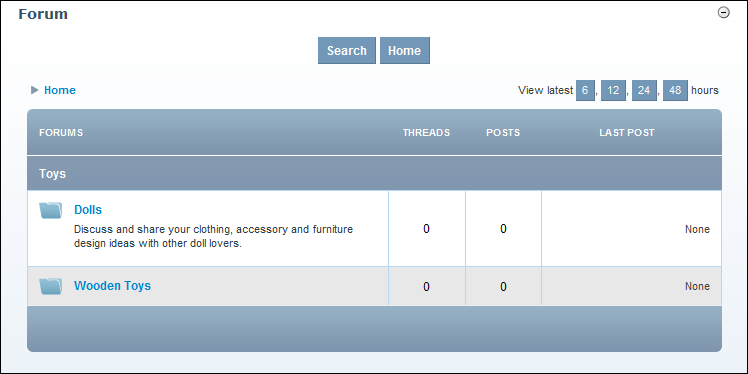 Forum
Search Home
Home View latest 6, 12, 24, 48 hours
FORUMS THREADS POSTS LAST POST
Toys
Dolls
Discuss and share your clothing, accessory and furniture
design ideas with other doll lovers.
0 0 None
Wooden Toys 0 0 None